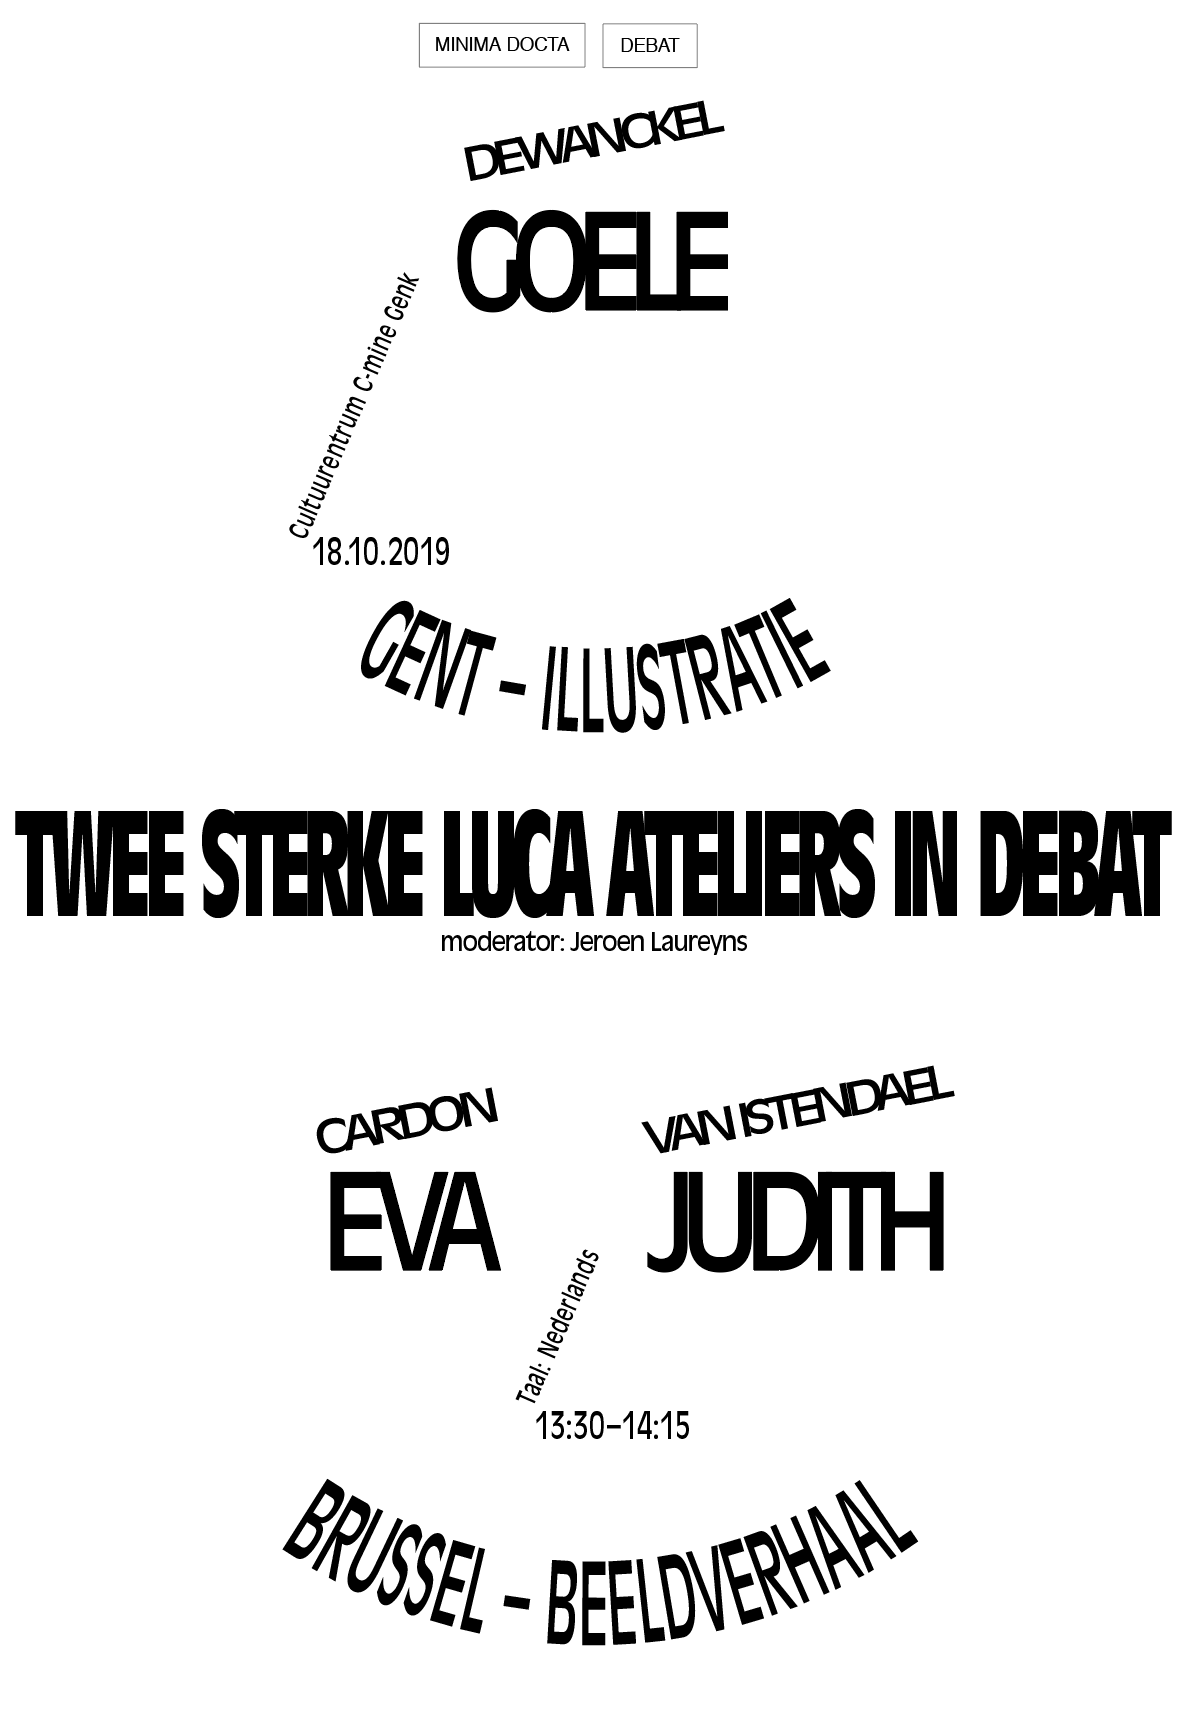 MINIMA DOCTA
DEBAT
DEWANCKEL
GOELE
Cultuurentrum C-mine Genk
18.10.2019
GENT – ILLUSTRATIE
TWEE STERKE LUCA ATELIERS IN DEBAT
moderator: Jeroen Laureyns
CARDON
EVA
VAN ISTENDAEL
JUDITH
Taal: Nederlands
13:30–14:15
BRUSSEL – BEELDVERHAAL